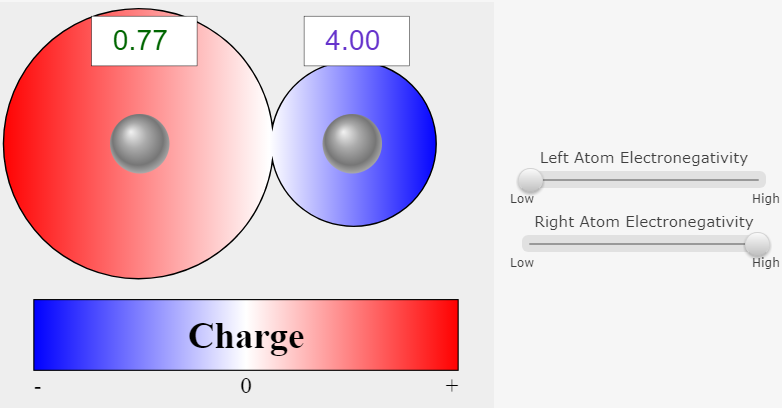 0.77 4.00
Left Atom Electronegativity
Low High
Right Atom Electronegativity
Low High
Charge
- 0 +